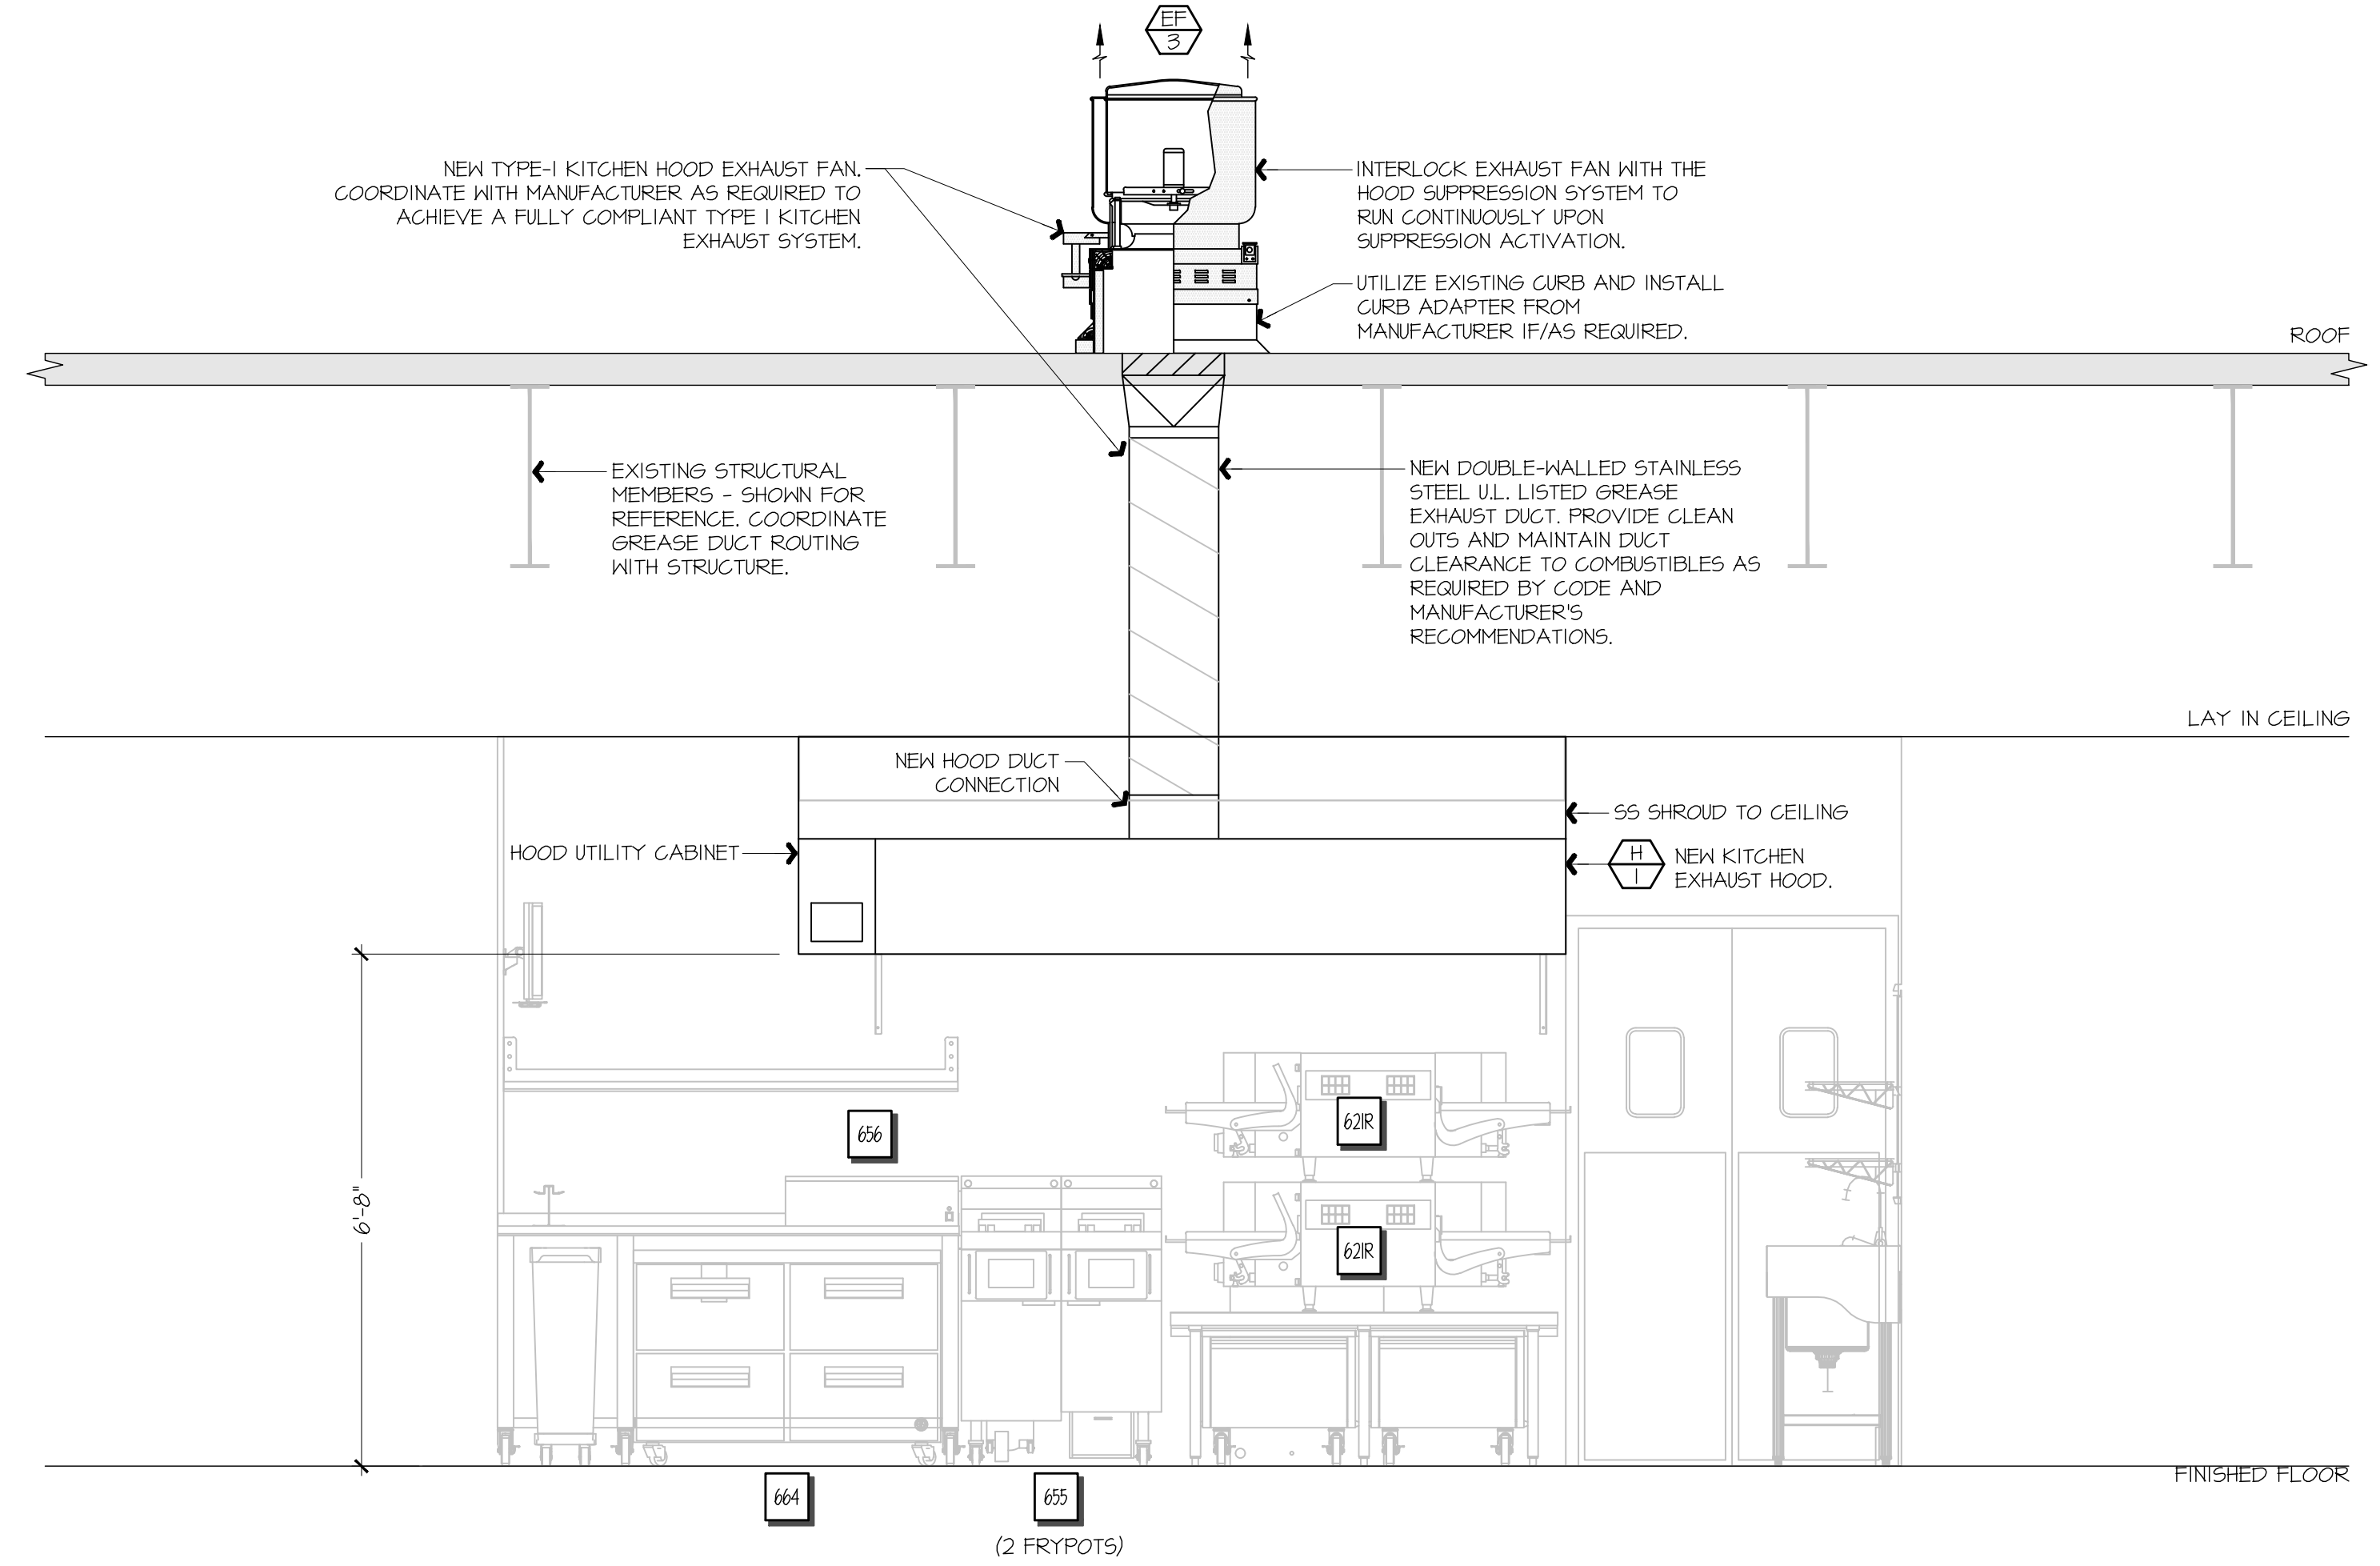 EF
3
NEW TYPE-I KITCHEN HOOD EXHAUST FAN.
COORDINATE WITH MANUFACTURER AS REQUIRED TO
ACHIEVE A FULLY COMPLIANT TYPE I KITCHEN
EXHAUST SYSTEM.
INTERLOCK EXHAUST FAN WITH THE
HOOD SUPPRESSION SYSTEM TO
RUN CONTINUOUSLY UPON
SUPPRESSION ACTIVATION.
UTILIZE EXISTING CURB AND INSTALL
CURB ADAPTER FROM
MANUFACTURER IF/AS REQUIRED.
ROOF
EXISTING STRUCTURAL
MEMBERS - SHOWN FOR
REFERENCE. COORDINATE
GREASE DUCT ROUTING
WITH STRUCTURE.
NEW DOUBLE-WALLED STAINLESS
STEEL U.L. LISTED GREASE
EXHAUST DUCT. PROVIDE CLEAN
OUTS AND MAINTAIN DUCT
CLEARANCE TO COMBUSTIBLES AS
REQUIRED BY CODE AND
MANUFACTURER'S
RECOMMENDATIONS.
LAY IN CEILING
NEW HOOD DUCT
CONNECTION
SS SHROUD TO CEILING
HOOD UTILITY CABINET
H
1
NEW KITCHEN
EXHAUST HOOD.
6'-8"
656
621R
621R
FINISHED FLOOR
664
655
(2 FRYPOTS)